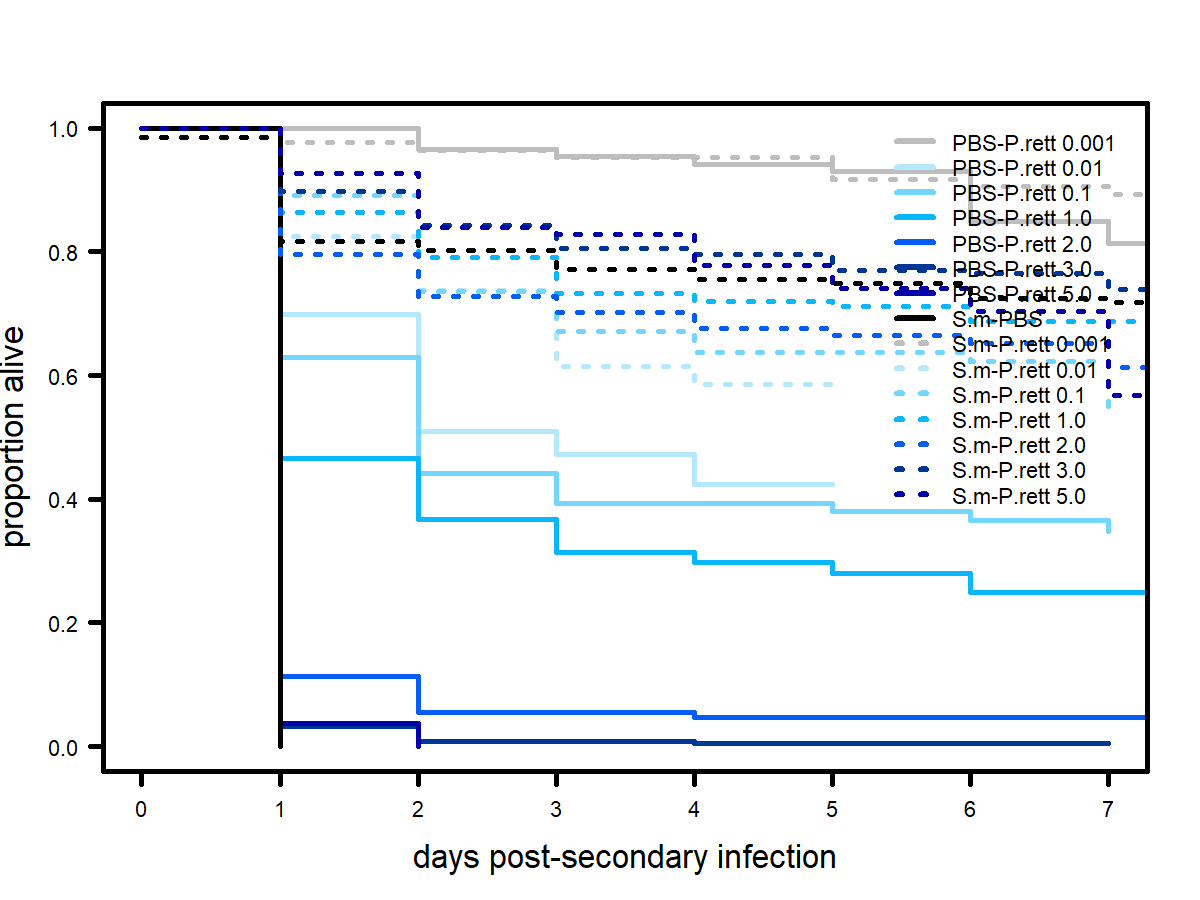 1.0
0.8
0.6
0.4
0.2
0.0
proportion alive
PBS-P.rett 0.001
PBS-P.rett 0.01
PBS-P.rett 0.1
PBS-P.rett 1.0
PBS-P.rett 2.0
PBS-P.rett 3.0
PBS-P.rett 5.0
S.m-PBS
S.m-P.rett 0.001
S.m-P.rett 0.01
S.m-P.rett 0.1
S.m-P.rett 1.0
S.m-P.rett 2.0
S.m-P.rett 3.0
S.m-P.rett 5.0
0 1 2 3 4 5 6 7
days post-secondary infection